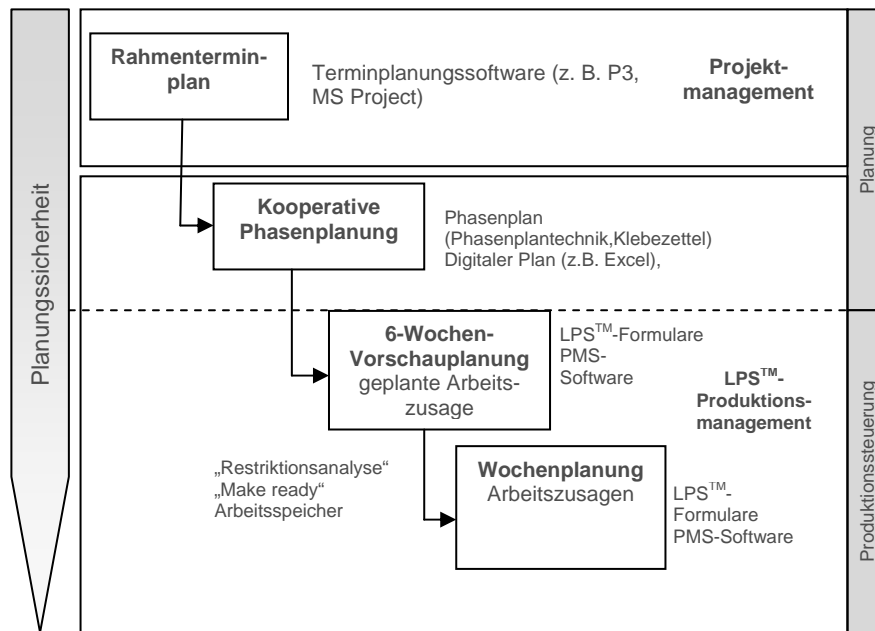 Rahmentermin-
plan
Terminplanungssoftware (z. B. P3,
MS Project)
Projekt-
management
Planung
Planungssicherheit
Kooperative
Phasenplanung
Phasenplan
(Phasenplantechnik,Klebezettel)
Digitaler Plan (z.B. Excel),
6-Wochen-
Vorschauplanung
geplante Arbeits-
zusage
LPS™-Formulare
PMS-
Software
LPS™-
Produktions-
management
Produktionssteuerung
„Restriktionsanalyse“
„Make ready“
Arbeitsspeicher
Wochenplanung
Arbeitszusagen
LPS™-
Formulare
PMS-Software